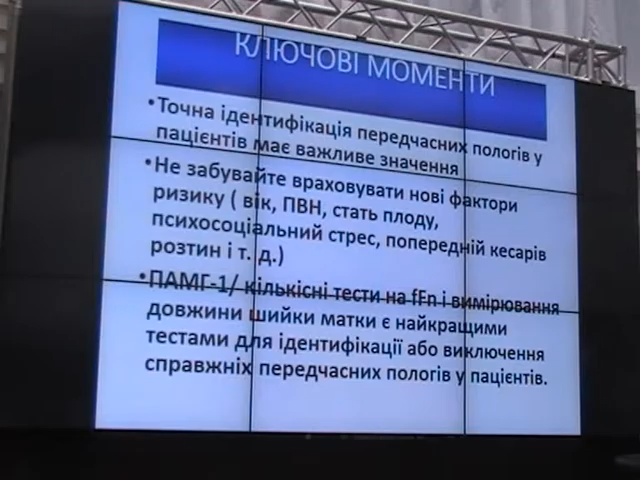 КЛЮЧОВІ МОМЕНТИ
•Точна ідентифікація передчасних пологів у
пацієнтів має важливе значення
•Не забувайте враховувати нові фактори
ризику ( вік, ПВН, стать плоду,
психосоціальний стрес, попередній кесарів
розтин і т. д.)
•ПАМГ-1/ кількісні тести на fFn і вимірювання
довжини шийки матки є найкращими
тестами для ідентифікації або виключення
справжніх передчасних пологів у пацієнтів.